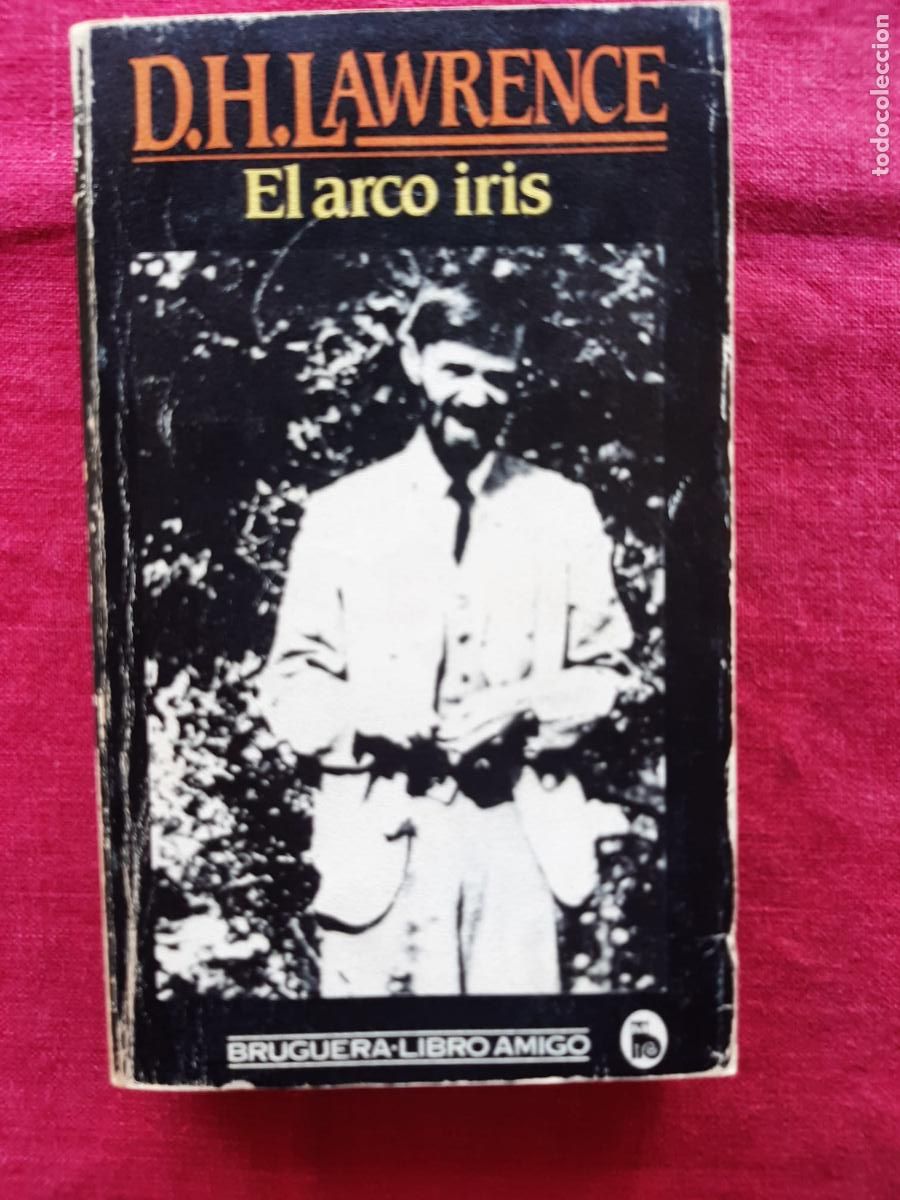 D.H.LAWRENCE
El arco iris
BRUGUERA·LIBRO AMIGO
todocoleccion